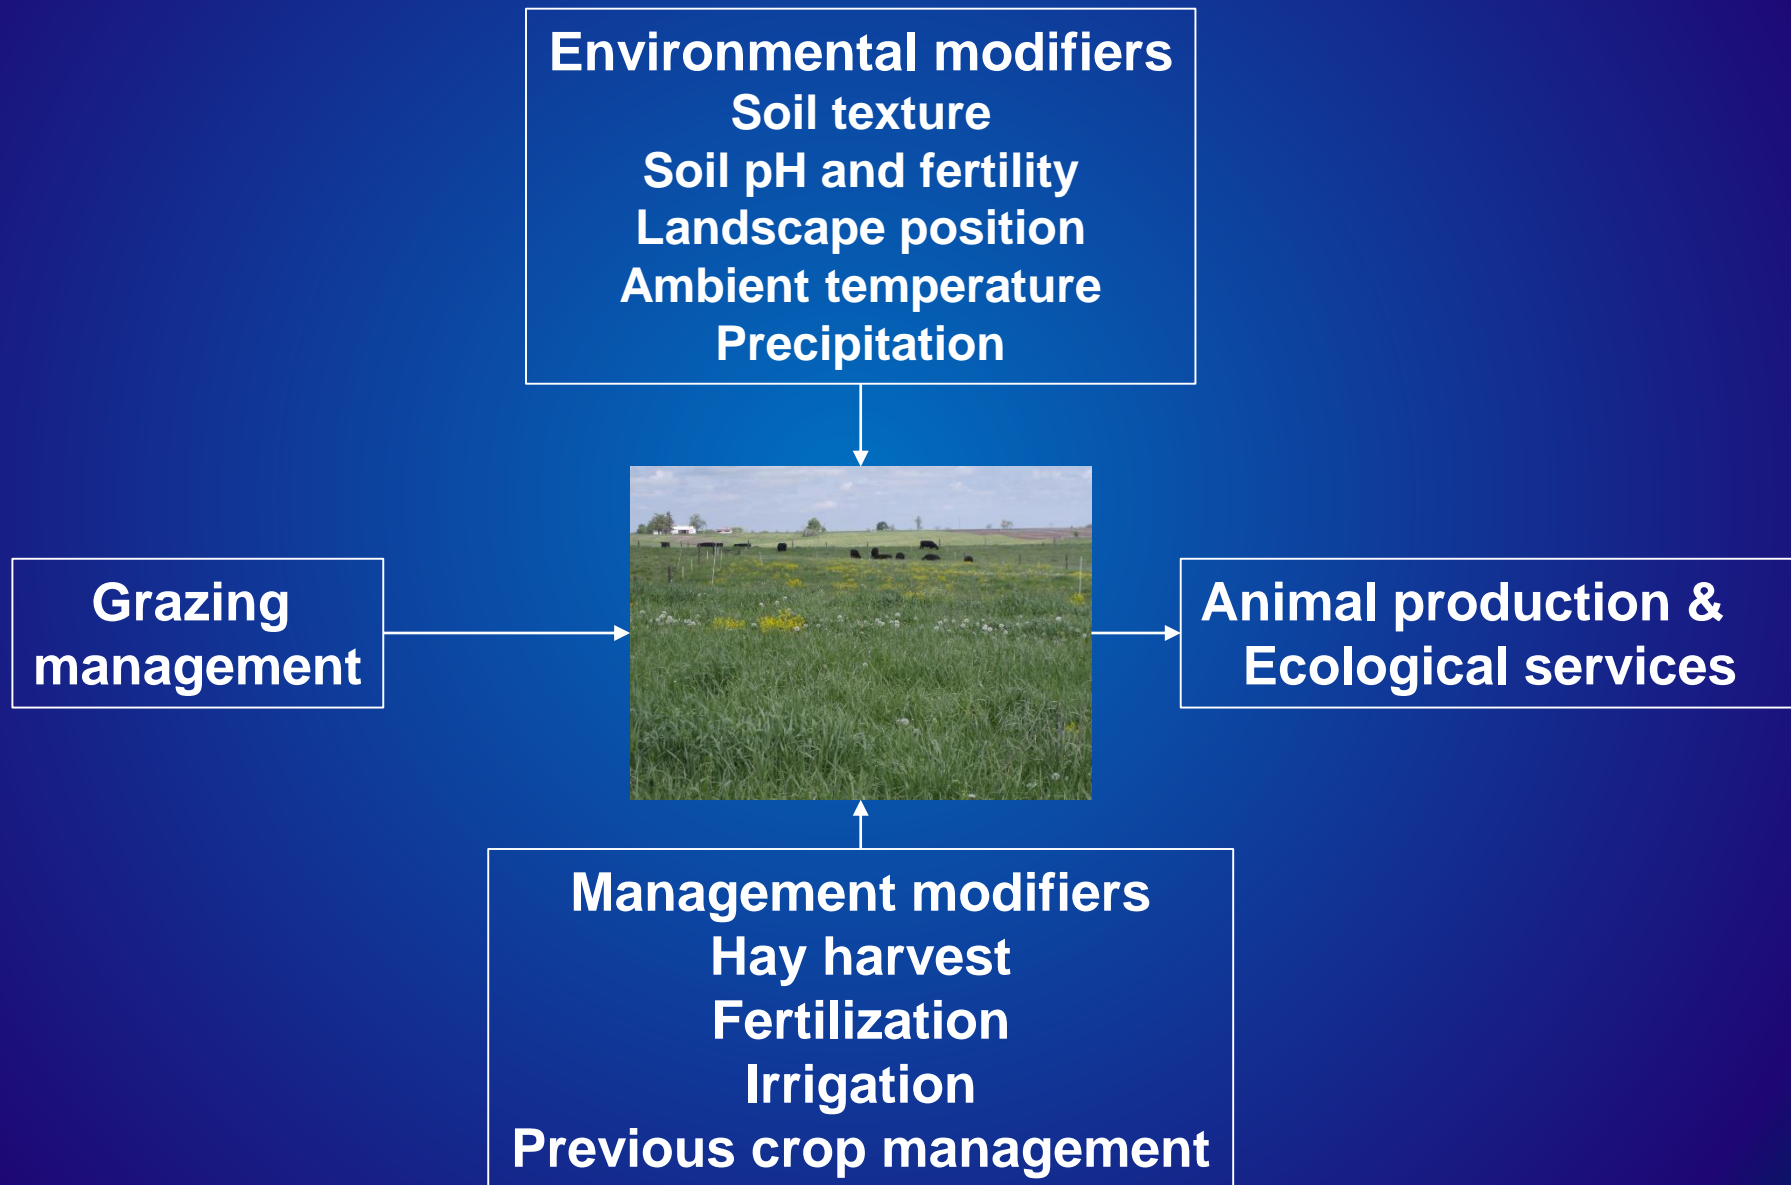 Environmental modifiers
Soil texture
Soil pH and fertility
Landscape position
Ambient temperature
Precipitation
Grazing
management
Animal production &
Ecological services
Management modifiers
Hay harvest
Fertilization
Irrigation
Previous crop management